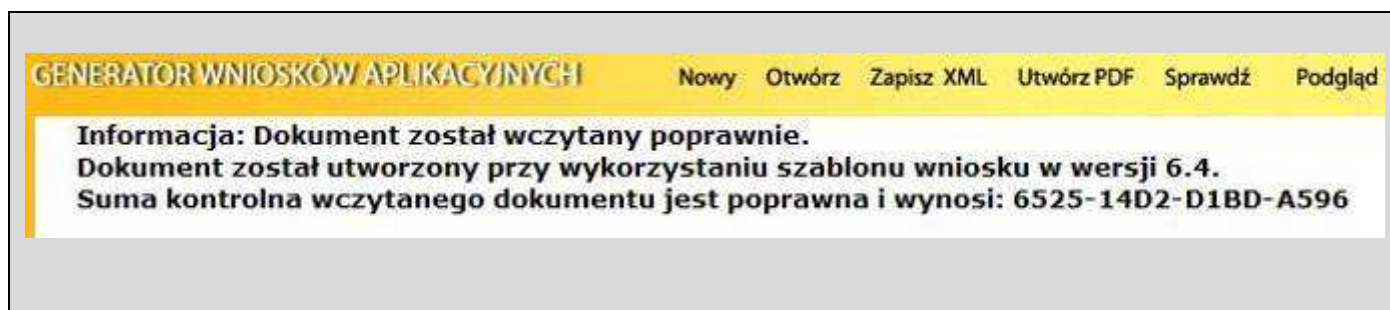 GENERATOR WNIOSKÓW APLIKACYJNYCH Nowy Otwórz Zapisz XML Utwórz PDF Sprawdź Podgląd
Informacja: Dokument został wczytany poprawnie.
Dokument został utworzony przy wykorzystaniu szablonu wniosku w wersji 6.4.
Suma kontrolna wczytanego dokumentu jest poprawna i wynosi: 6525-14D2-D1BD-A596